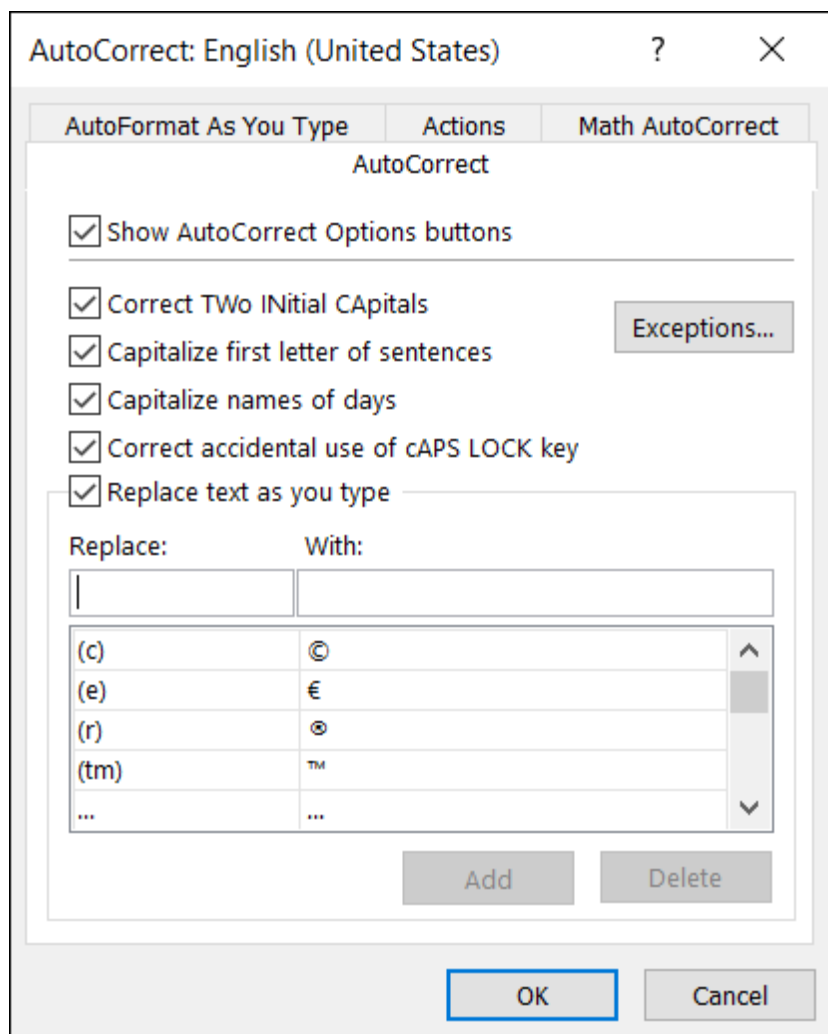 AutoCorrect: English (United States) ?
AutoFormat As You Type Actions Math AutoCorrect
AutoCorrect
Show AutoCorrect Options buttons
Correct TWo INitial CApitals
Exceptions...
Capitalize first letter of sentences
Capitalize names of days
Correct accidental use of cAPS LOCK key
Replace text as you type
Replace: With:
(c) ©
(e) €
(r) ®
(tm) ™
... …
Add Delete
OK Cancel